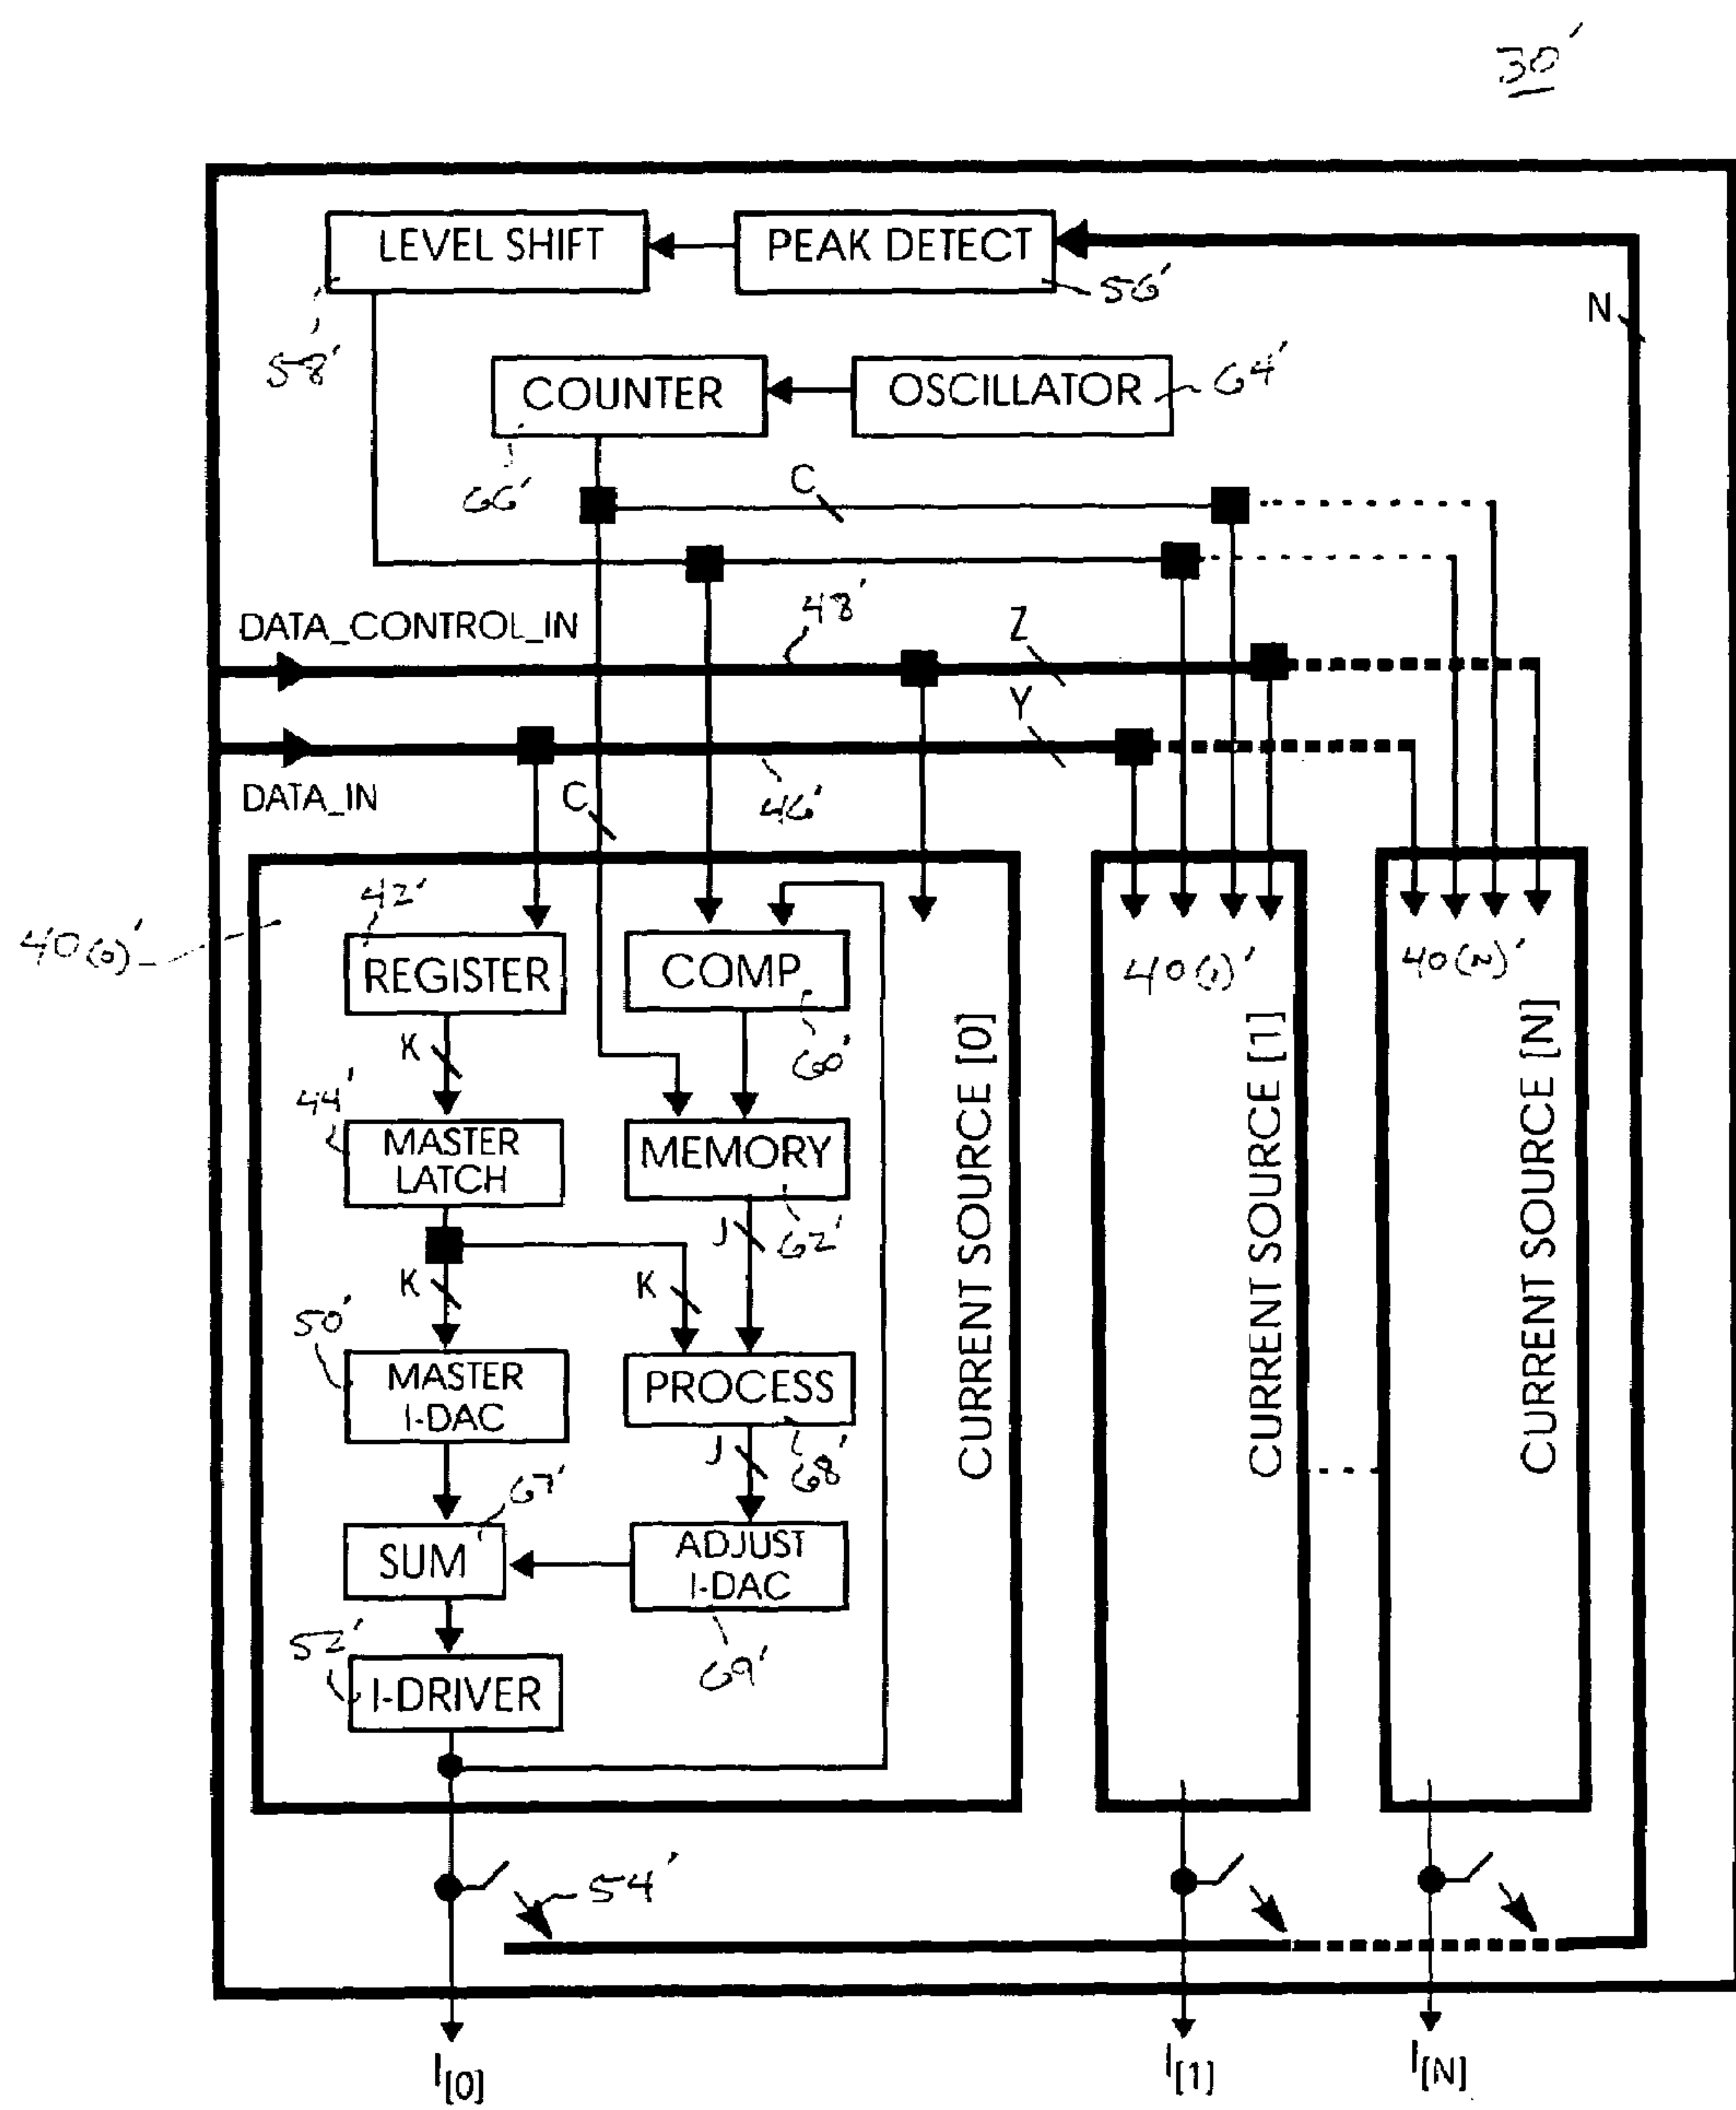 30'
LEVEL SHIFT
PEAK DETECT
56'
N
58'
COUNTER
OSCILLATOR
64'
66'
C
DATA_CONTROL_IN
48'
Z
Y
DATA_IN
C
46'
40(0)'
42'
REGISTER
COMP
60'
40(1)'
40(N)'
K
44'
MASTER
LATCH
MEMORY
62'
J
K
K
50'
MASTER
I-DAC
PROCESS
68'
J
67'
SUM
ADJUST
I-DAC
69'
52'
I-DRIVER
CURRENT SOURCE [0]
CURRENT SOURCE [1]
CURRENT SOURCE [N]
54'
I[0]
I[1]
I[N]